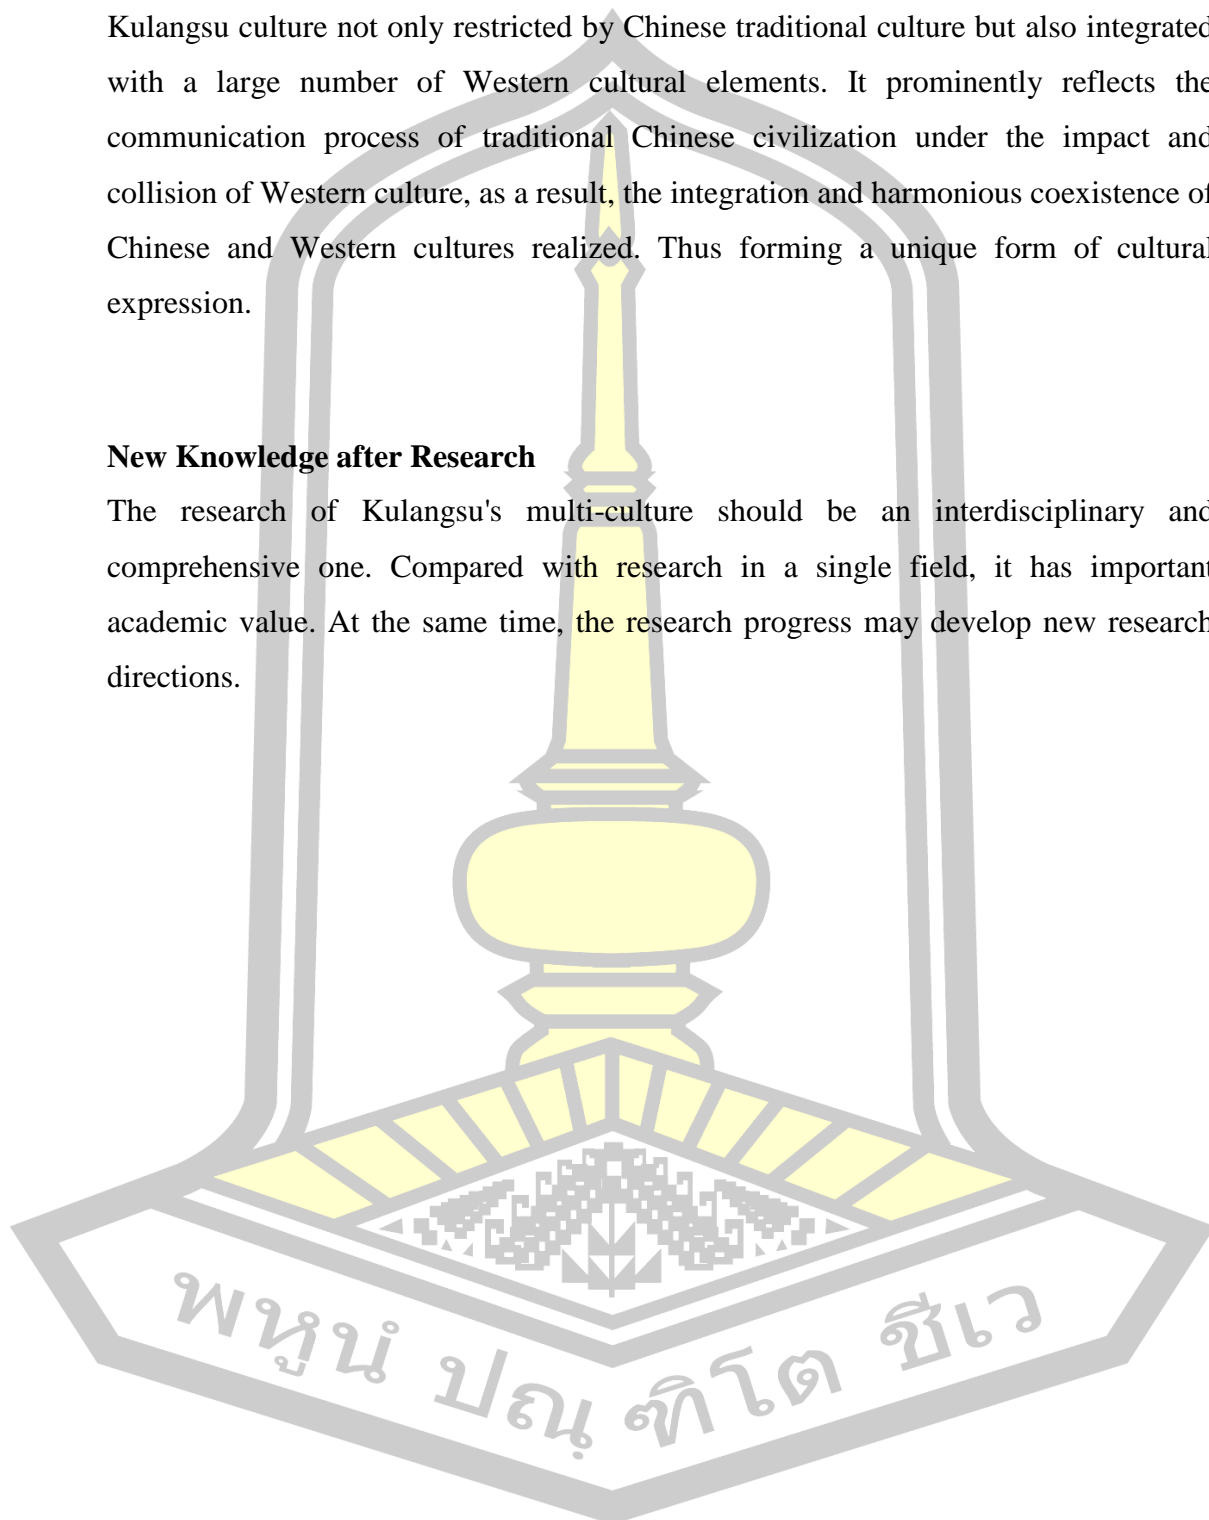 Kulangsu culture not only restricted by Chinese traditional culture but also integrated
with a large number of Western cultural elements. It prominently reflects the
communication process of traditional Chinese civilization under the impact and
collision of Western culture, as a result, the integration and harmonious coexistence of
Chinese and Western cultures realized. Thus forming a unique form of cultural
expression.
New Knowledge after Research
The research of Kulangsu's multi-culture should be an interdisciplinary and
comprehensive one. Compared with research in a single field, it has important
academic value. At the same time, the research progress may develop new research
directions.
พหูนํ ปณฺฑิโต ชีเว